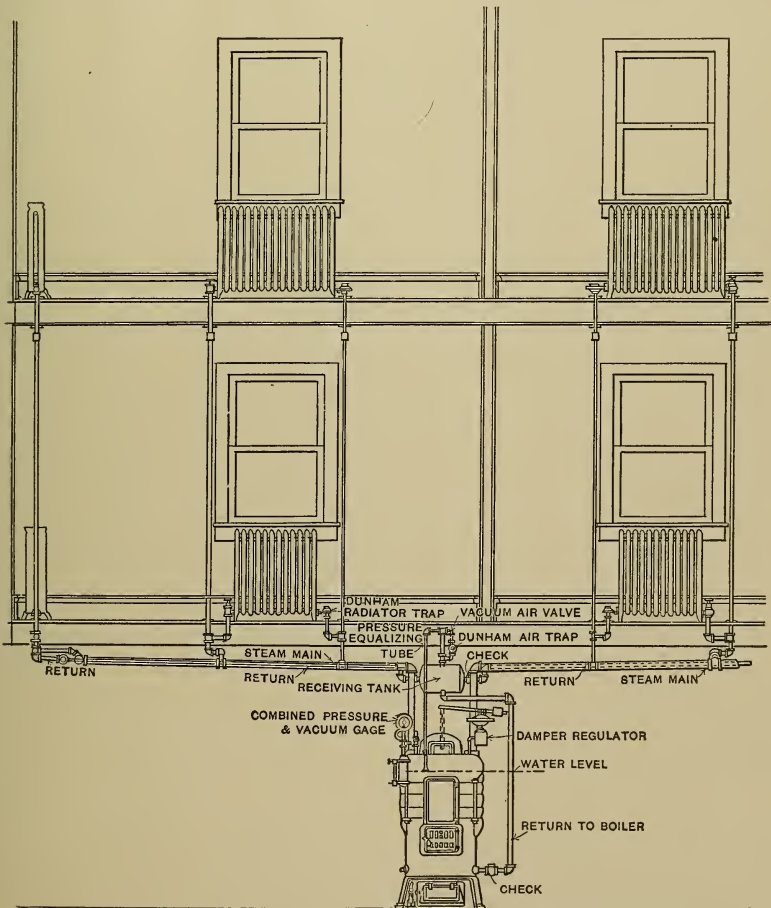 DUNHAM
RADIATOR TRAP
VACUUM AIR VALVE
PRESSURE
EQUALIZING
TUBE
DUNHAM AIR TRAP
STEAM MAIN
CHECK
RETURN
RETURN
RECEIVING TANK
RETURN
STEAM MAIN
COMBINED PRESSURE
& VACUUM GAGE
DAMPER REGULATOR
WATER LEVEL
RETURN TO BOILER
CHECK